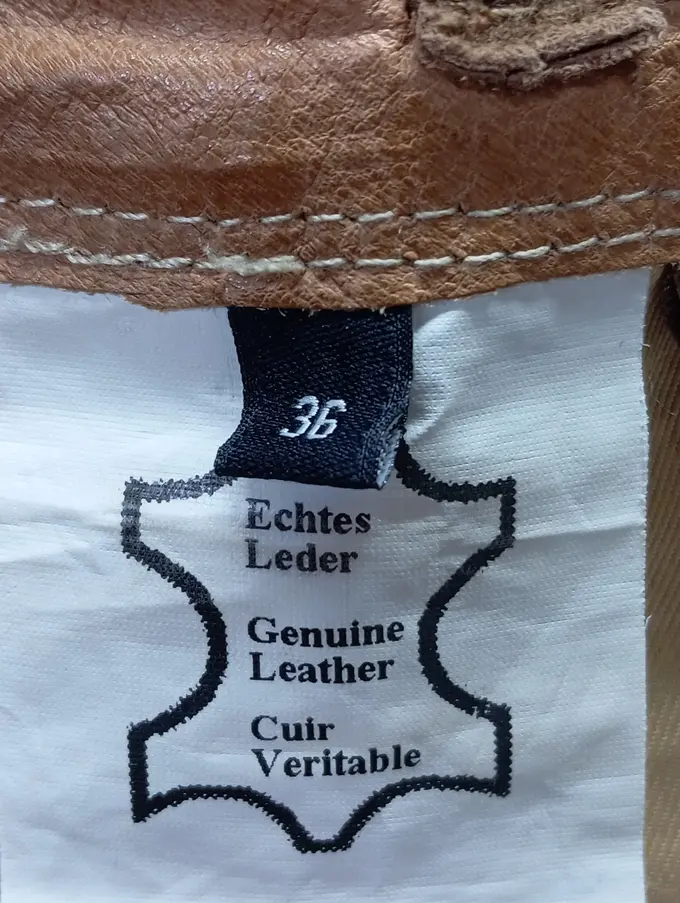 36
Echtes
Leder
Genuine
Leather
Cuir
Veritable